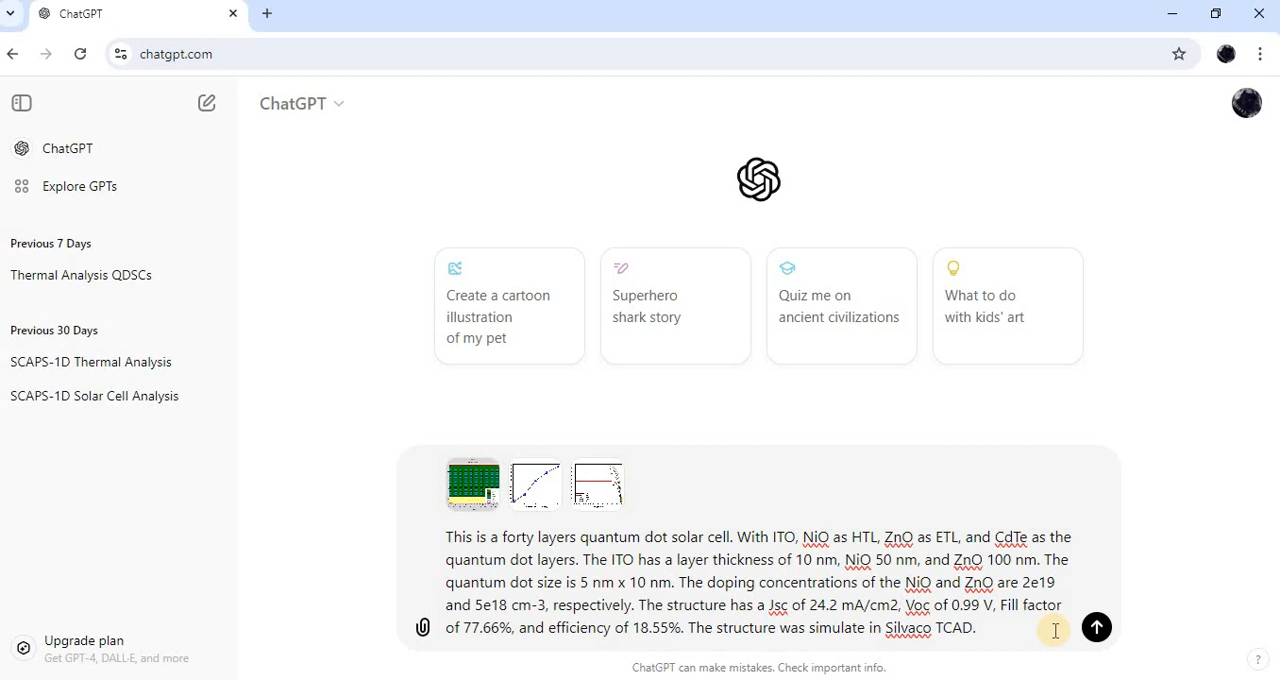 ChatGPT
chatgpt.com
ChatGPT
ChatGPT
Explore GPTs
Previous 7 Days
Thermal Analysis QDSCs
Previous 30 Days
SCAPS-1D Thermal Analysis
SCAPS-1D Solar Cell Analysis
Create a cartoon
illustration
of my pet
Superhero
shark story
Quiz me on
ancient civilizations
What to do
with kids' art
This is a forty layers quantum dot solar cell. With ITO, NiO as HTL, ZnO as ETL, and CdTe as the
quantum dot layers. The ITO has a layer thickness of 10 nm, NiO 50 nm, and ZnO 100 nm. The
quantum dot size is 5 nm x 10 nm. The doping concentrations of the NiO and ZnO are 2e19
and 5e18 cm-3, respectively. The structure has a Jsc of 24.2 mA/cm2, Voc of 0.99 V, Fill factor
of 77.66%, and efficiency of 18.55%. The structure was simulate in Silvaco TCAD.
Upgrade plan
Get GPT-4, DALL·E, and more
ChatGPT can make mistakes. Check important info.
?